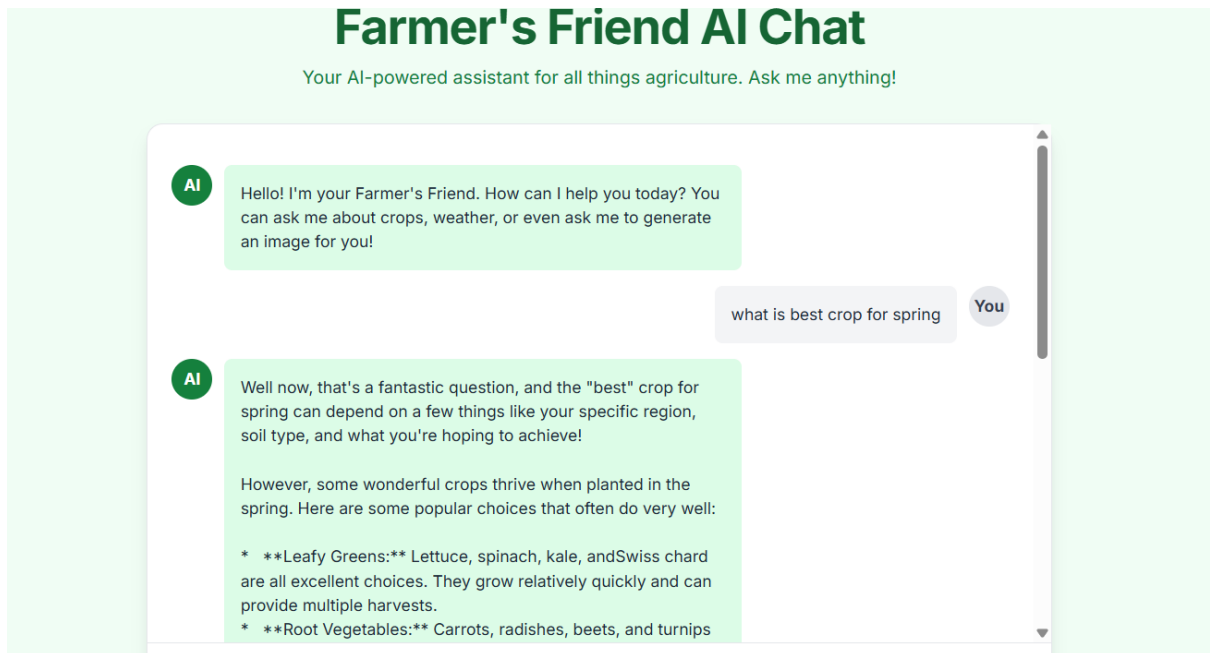 Farmer's Friend AI Chat
Your AI-powered assistant for all things agriculture. Ask me anything!
AI
Hello! I'm your Farmer's Friend. How can I help you today? You
can ask me about crops, weather, or even ask me to generate
an image for you!
what is best crop for spring
You
AI
Well now, that's a fantastic question, and the "best" crop for
spring can depend on a few things like your specific region,
soil type, and what you're hoping to achieve!
However, some wonderful crops thrive when planted in the
spring. Here are some popular choices that often do very well:
*   **Leafy Greens:** Lettuce, spinach, kale, andSwiss chard
are all excellent choices. They grow relatively quickly and can
provide multiple harvests.
*   **Root Vegetables:** Carrots, radishes, beets, and turnips